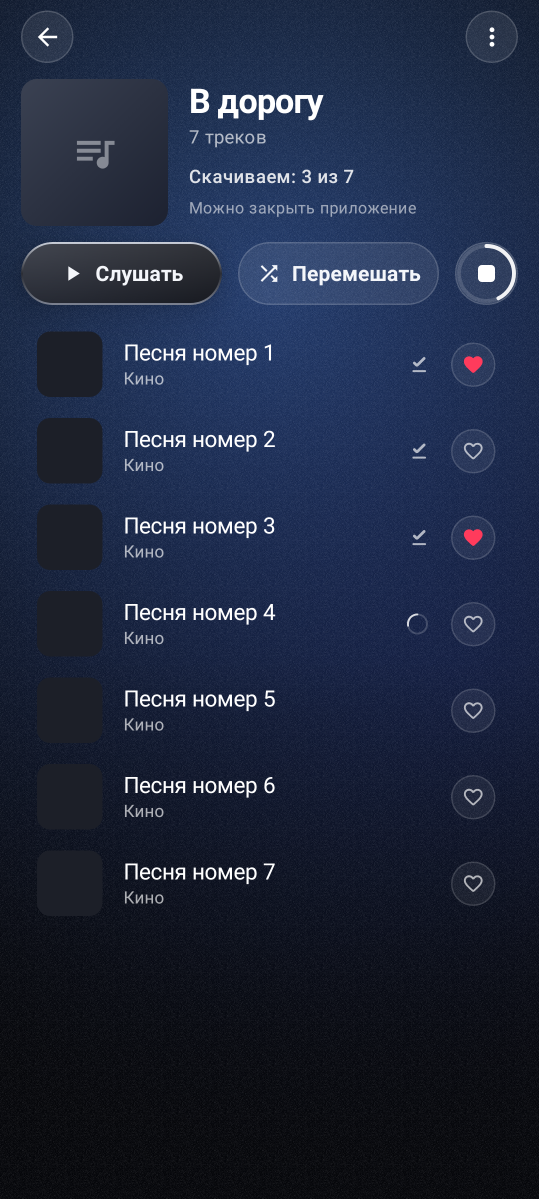 В дорогу
7 треков
Скачиваем: 3 из 7
Можно закрыть приложение
Слушать
Перемешать
Песня номер 1
Кино
Песня номер 2
Кино
Песня номер 3
Кино
Песня номер 4
Кино
Песня номер 5
Кино
Песня номер 6
Кино
Песня номер 7
Кино